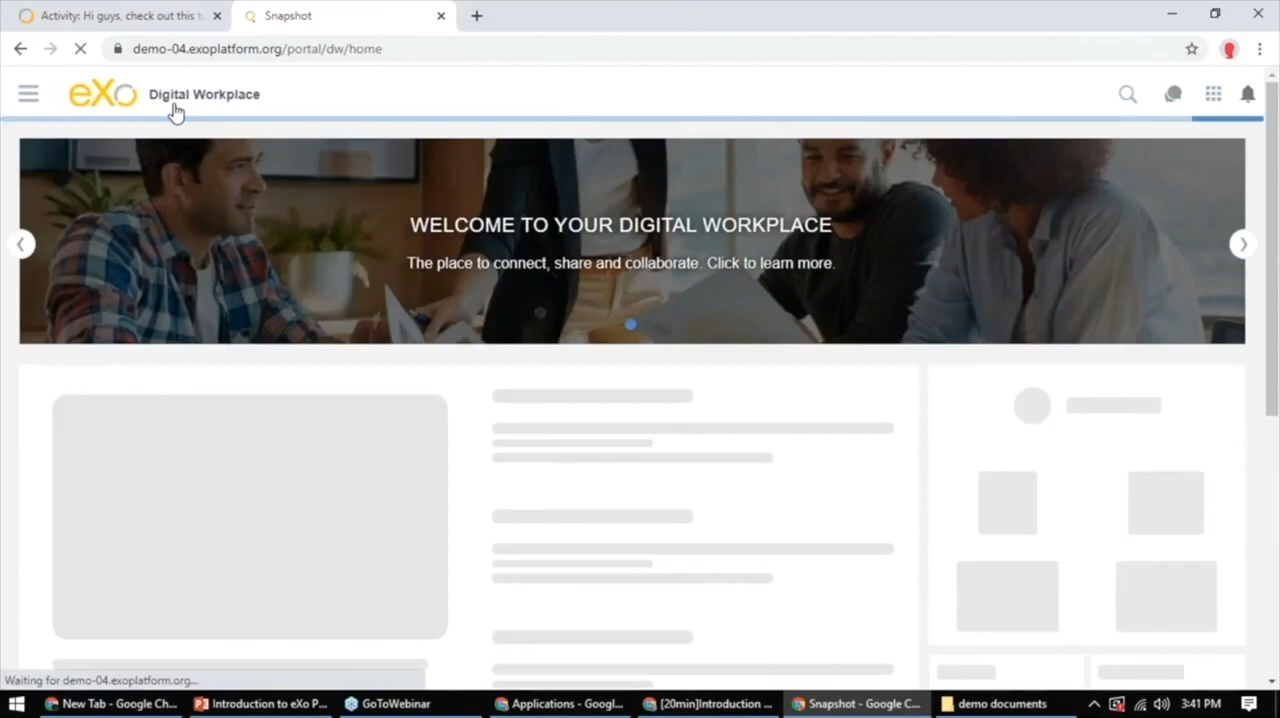 Activity: Hi guys, check out this t
Snapshot
demo-04.exoplatform.org/portal/dw/home
eXo Digital Workplace
WELCOME TO YOUR DIGITAL WORKPLACE
The place to connect, share and collaborate. Click to learn more.
Waiting for demo-04.exoplatform.org...
New Tab - Google Ch...
Introduction to eXo P...
GoToWebinar
Applications - Googl...
[20min]Introduction ...
Snapshot - Google C...
demo documents
3:41 PM